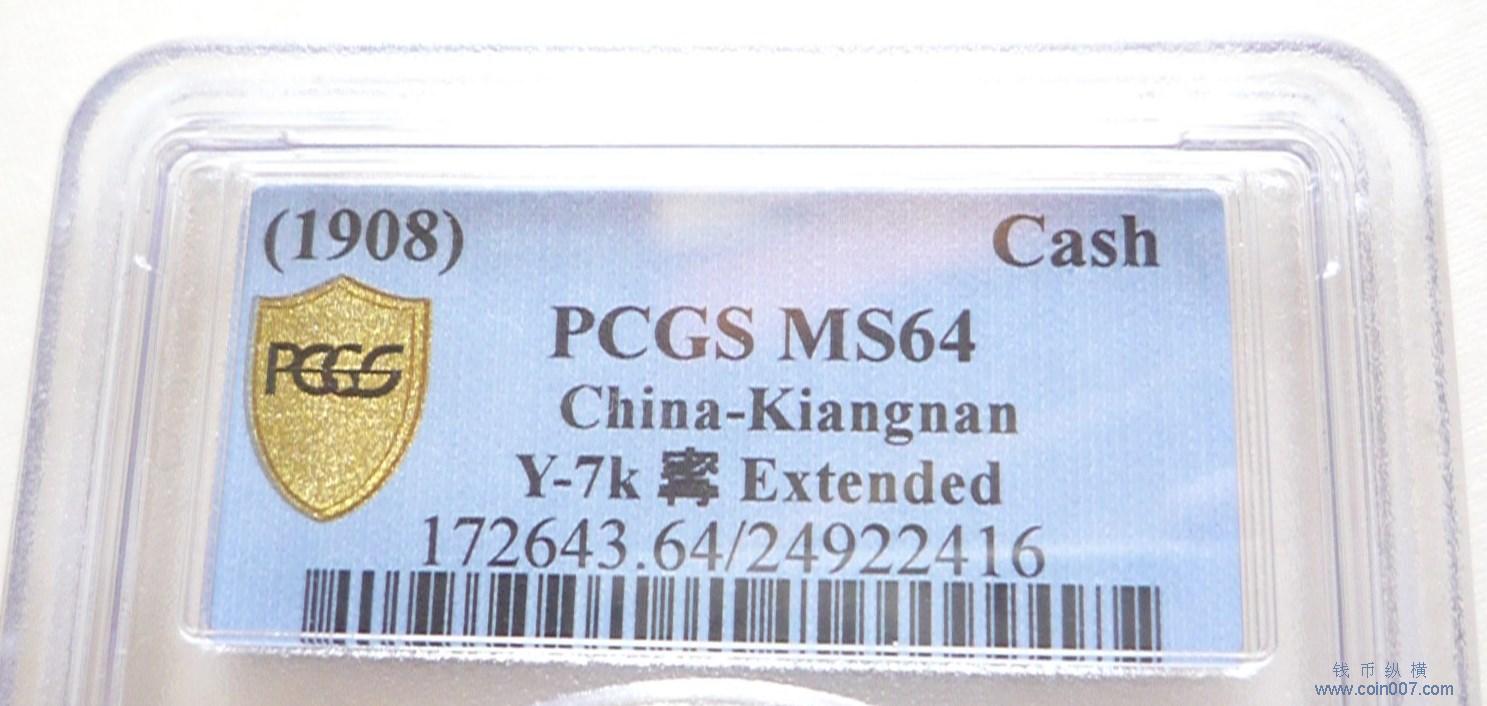 (1908) Cash
PCGS
PCGS MS64
China-Kiangnan
Y-7k Extended
172643.64/24922416
钱币纵横
www.coin007.com